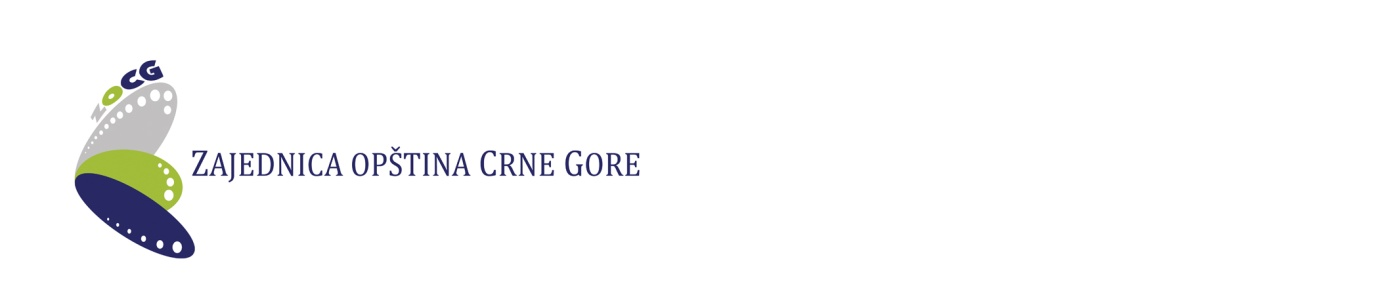 ZOCG
ZAJEDNICA OPŠTINA CRNE GORE